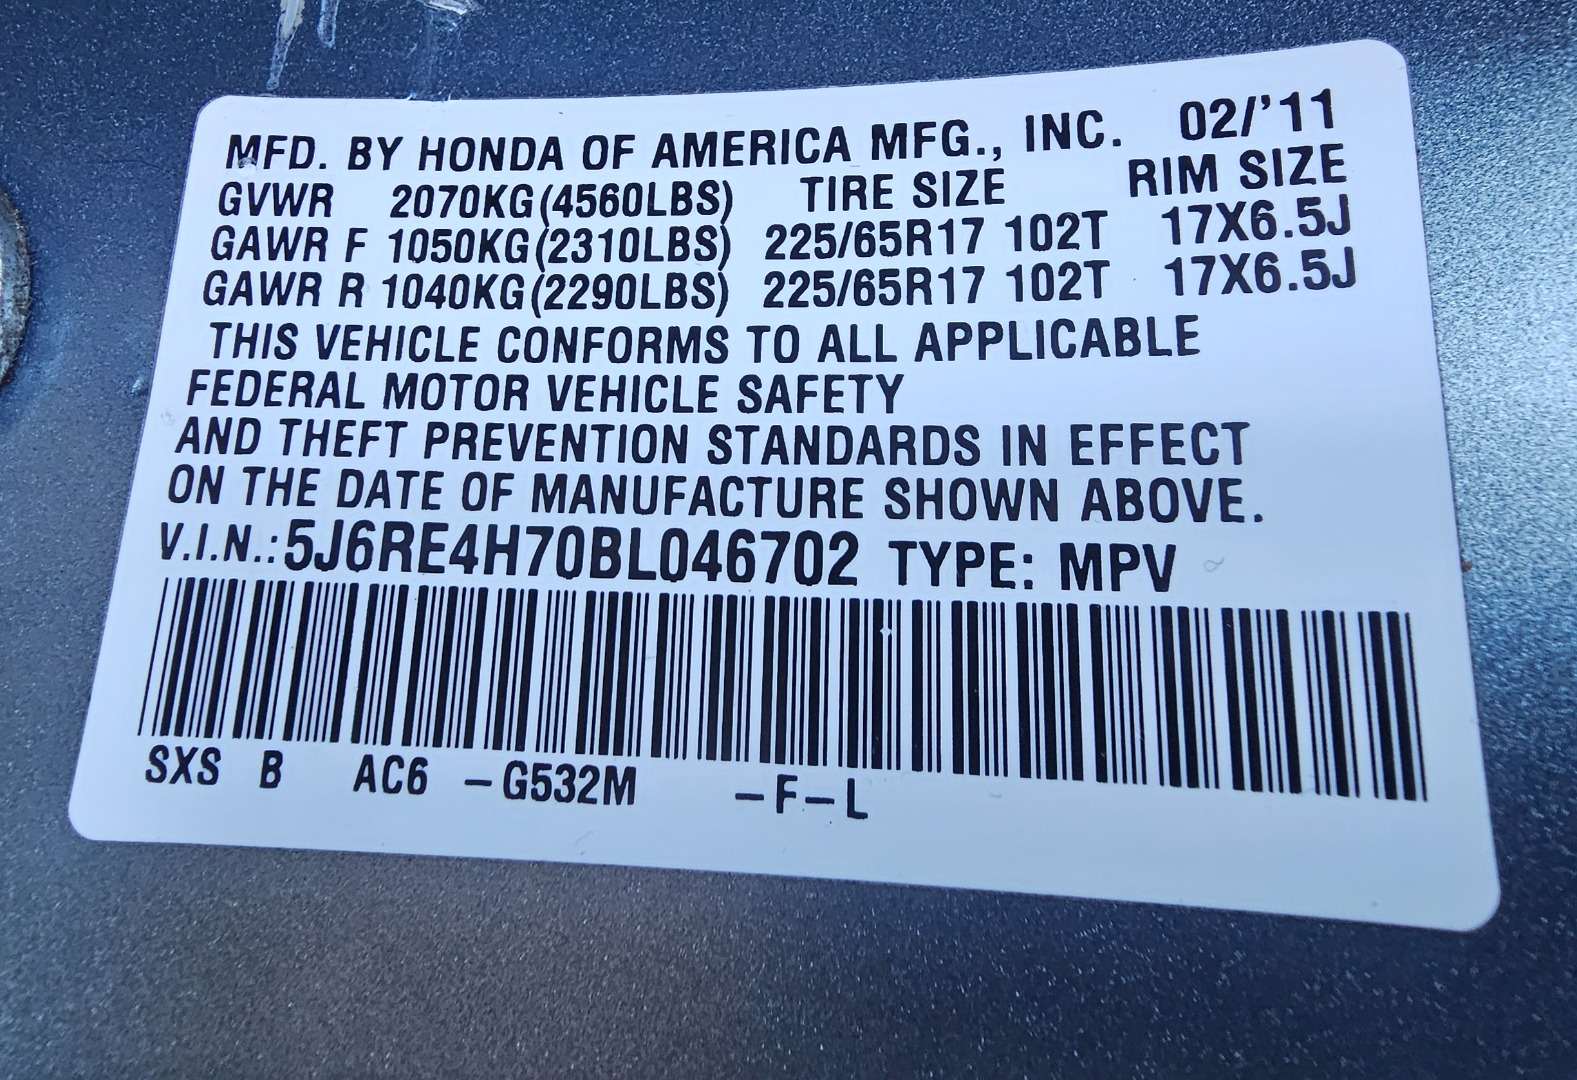 MFD. BY HONDA OF AMERICA MFG., INC. 02/'11
GVWR 2070KG(4560LBS) TIRE SIZE RIM SIZE
GAWR F 1050KG(2310LBS) 225/65R17 102T 17X6.5J
GAWR R 1040KG(2290LBS) 225/65R17 102T 17X6.5J
THIS VEHICLE CONFORMS TO ALL APPLICABLE
FEDERAL MOTOR VEHICLE SAFETY
AND THEFT PREVENTION STANDARDS IN EFFECT
ON THE DATE OF MANUFACTURE SHOWN ABOVE.
V.I.N.:5J6RE4H70BL046702 TYPE: MPV
SXS B AC6 -G532M -F-L